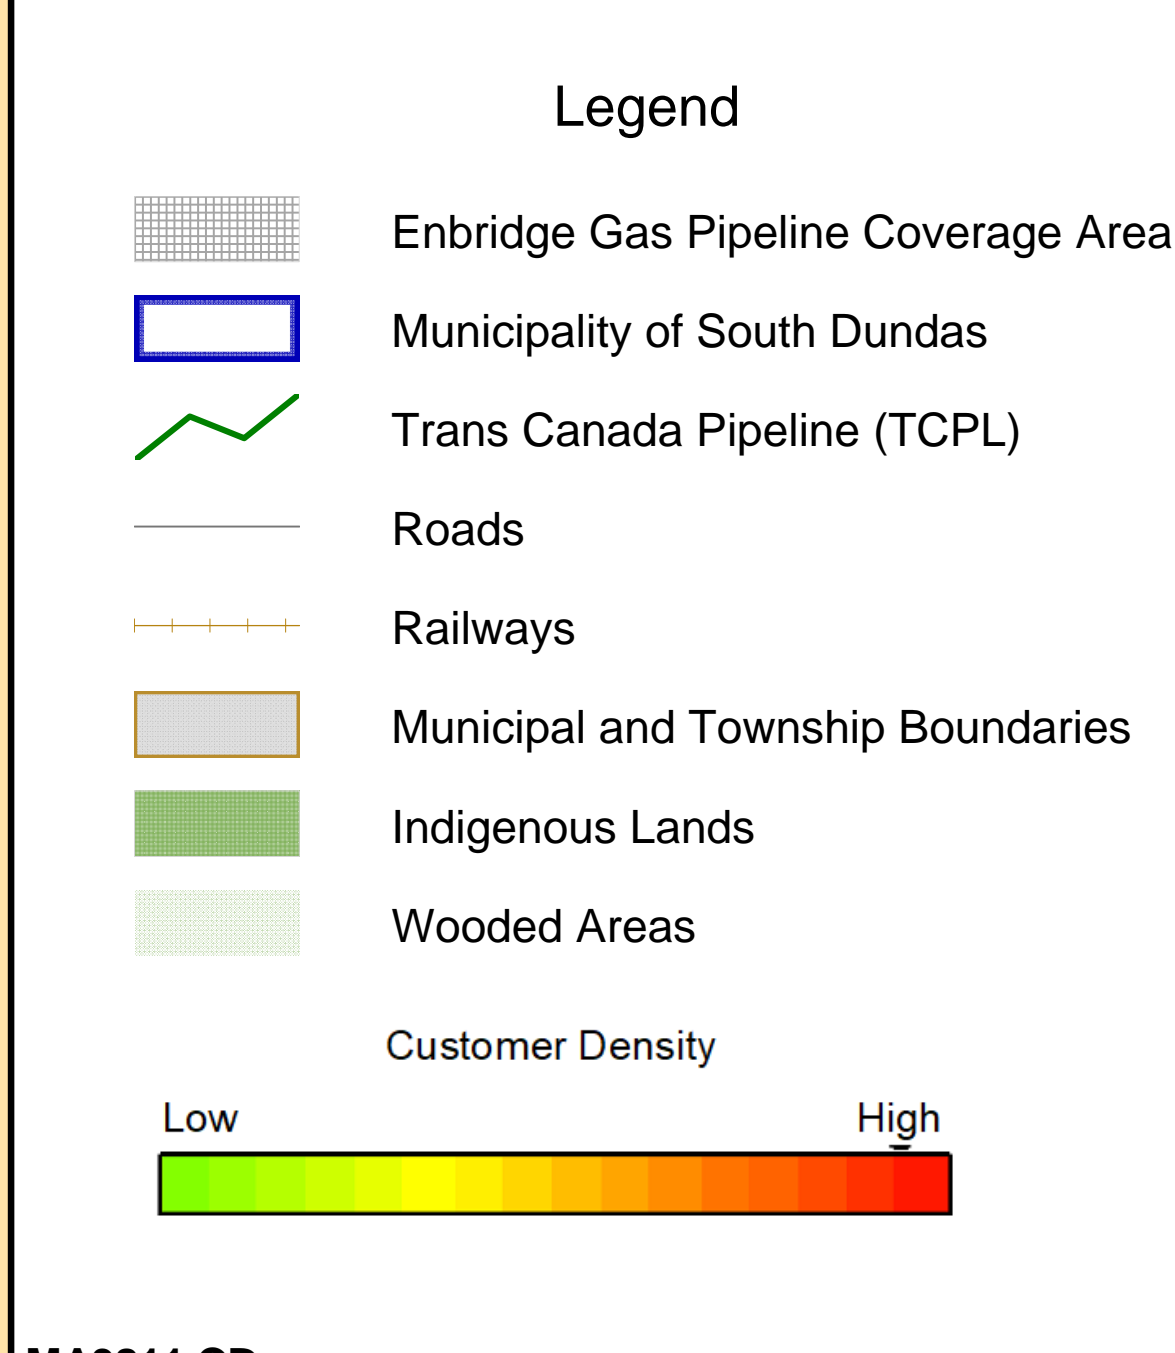 Legend
Enbridge Gas Pipeline Coverage Area
Municipality of South Dundas
Trans Canada Pipeline (TCPL)
Roads
Railways
Municipal and Township Boundaries
Indigenous Lands
Wooded Areas
Customer Density
Low High